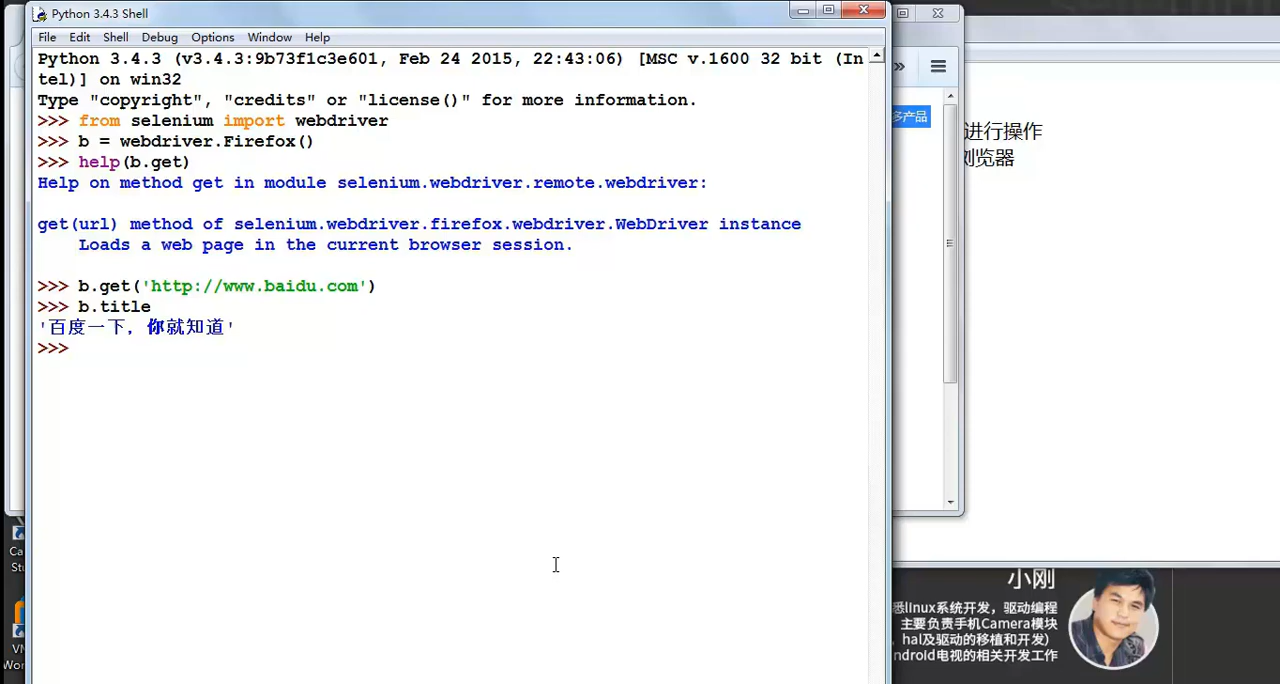 Python 3.4.3 Shell
File Edit Shell Debug Options Window Help
Python 3.4.3 (v3.4.3:9b73f1c3e601, Feb 24 2015, 22:43:06) [MSC v.1600 32 bit (In
tel)] on win32
Type "copyright", "credits" or "license()" for more information.
>>> from selenium import webdriver
>>> b = webdriver.Firefox()
>>> help(b.get)
Help on method get in module selenium.webdriver.remote.webdriver:
get(url) method of selenium.webdriver.firefox.webdriver.WebDriver instance
Loads a web page in the current browser session.
>>> b.get('http://www.baidu.com')
>>> b.title
'百度一下，你就知道'
>>>
多产品
进行操作
浏览器
小刚
悉linux系统开发，驱动编程
主要负责手机Camera模块
hal及驱动的移植和开发）
ndroid电视的相关开发工作
Ca
Stu
VM
Wor